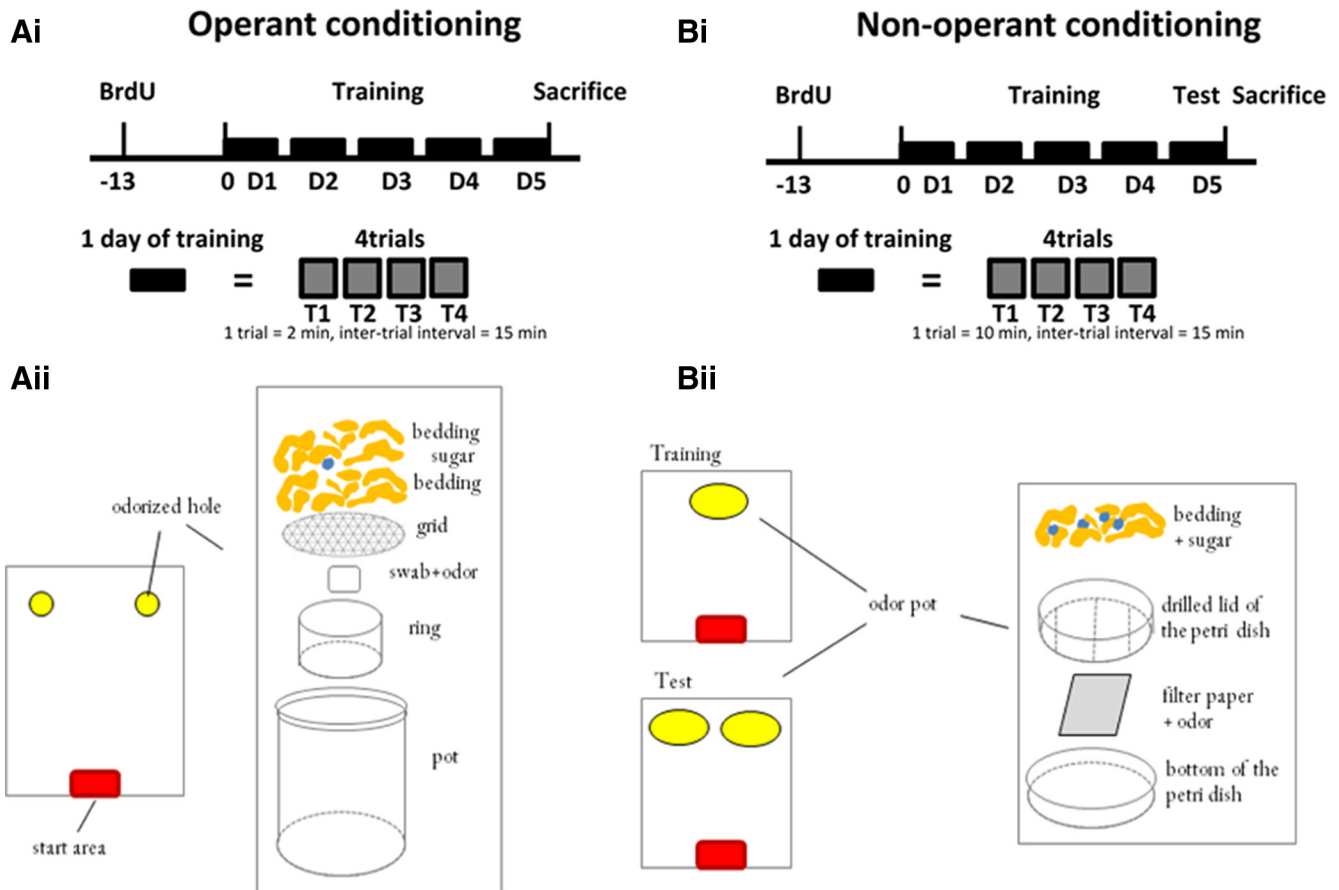 Ai
Operant conditioning
BrdU Training Sacrifice
-13 0 D1 D2 D3 D4 D5
1 day of training 4trials
=
T1 T2 T3 T4
1 trial = 2 min, inter-trial interval = 15 min
Bi
Non-operant conditioning
BrdU Training Test Sacrifice
-13 0 D1 D2 D3 D4 D5
1 day of training 4trials
=
T1 T2 T3 T4
1 trial = 10 min, inter-trial interval = 15 min
Aii
odorized hole
start area
bedding
sugar
bedding
grid
swab+odor
ring
pot
Bii
Training
Test
odor pot
bedding
+ sugar
drilled lid of
the petri dish
filter paper
+ odor
bottom of the
petri dish